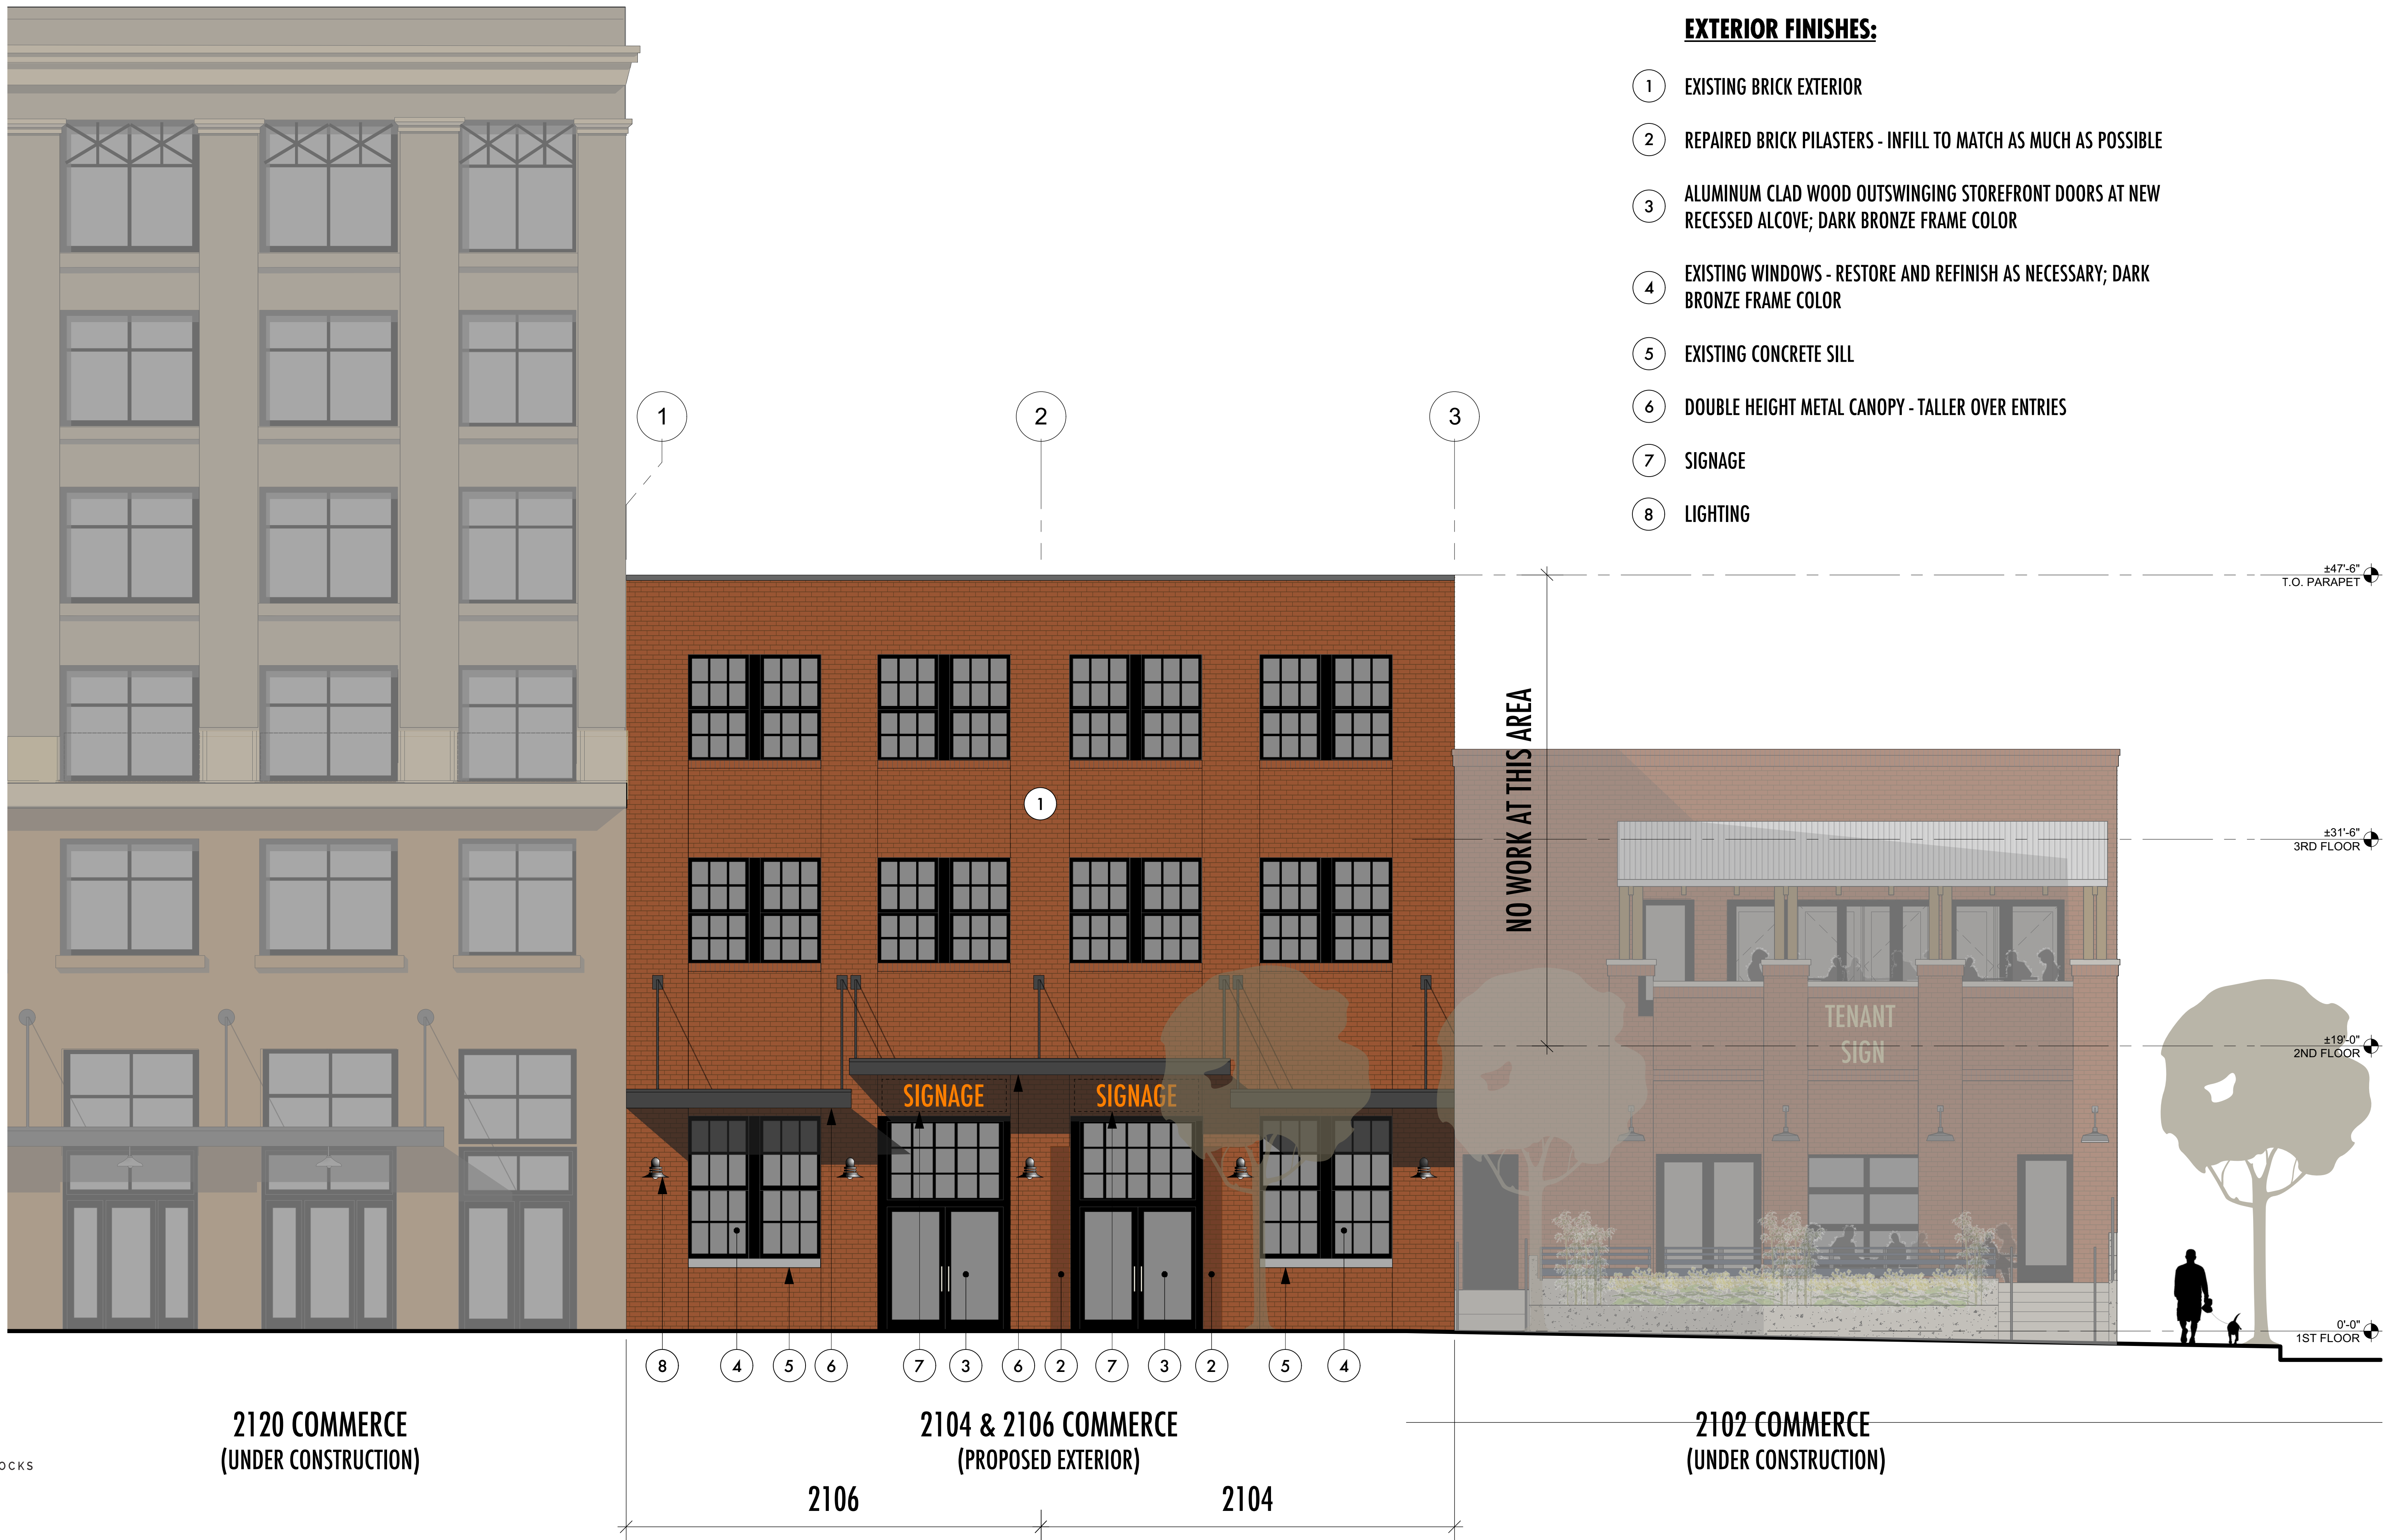 EXTERIOR FINISHES:
1 EXISTING BRICK EXTERIOR
2 REPAIRED BRICK PILASTERS - INFILL TO MATCH AS MUCH AS POSSIBLE
3 ALUMINUM CLAD WOOD OUTSWINGING STOREFRONT DOORS AT NEW
RECESSED ALCOVE; DARK BRONZE FRAME COLOR
4 EXISTING WINDOWS - RESTORE AND REFINISH AS NECESSARY; DARK
BRONZE FRAME COLOR
5 EXISTING CONCRETE SILL
6 DOUBLE HEIGHT METAL CANOPY - TALLER OVER ENTRIES
7 SIGNAGE
8 LIGHTING
1 2 3
±47'-6"
T.O. PARAPET
NO WORK AT THIS AREA
1
±31'-6"
3RD FLOOR
TENANT
SIGN
±19'-0"
2ND FLOOR
SIGNAGE SIGNAGE
0'-0"
1ST FLOOR
8 4 5 6 7 3 6 2 7 3 2 5 4
2120 COMMERCE
(UNDER CONSTRUCTION)
2104 & 2106 COMMERCE
(PROPOSED EXTERIOR)
2102 COMMERCE
(UNDER CONSTRUCTION)
OCKS
2106 2104